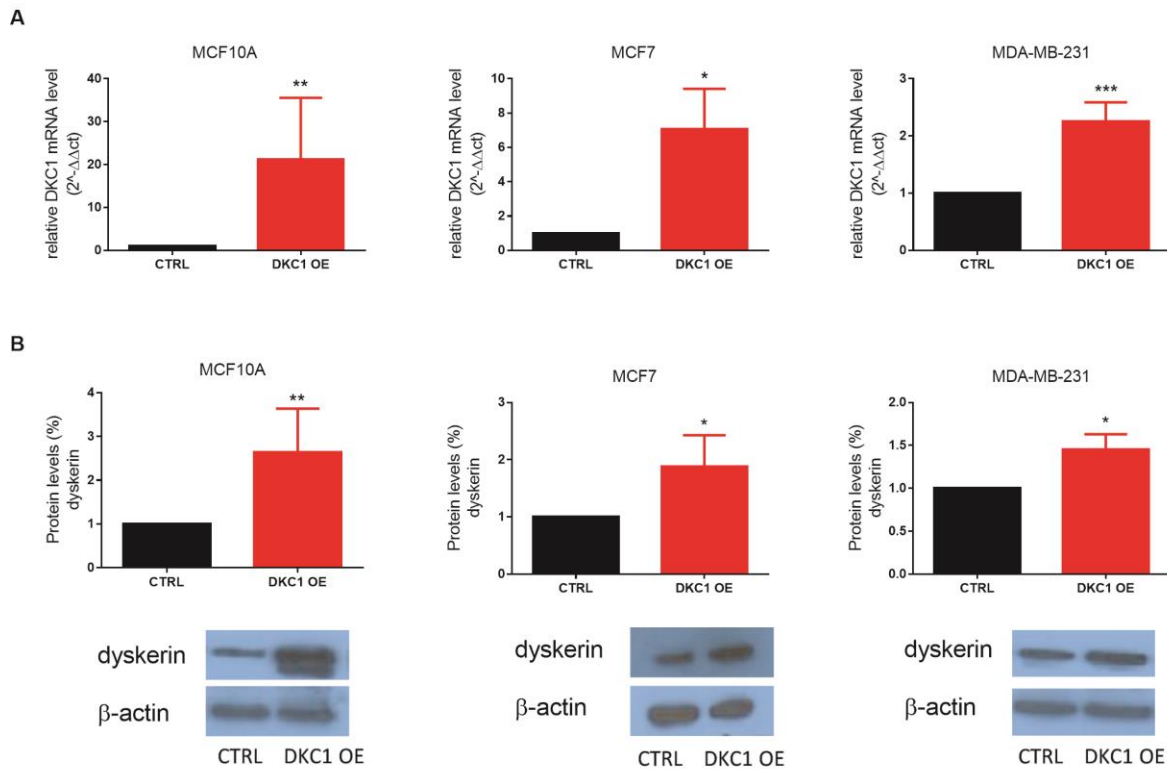 A
MCF10A
relative DKC1 mRNA level
(2^-ΔΔct)
40
30
20
10
0
**
CTRL
DKC1 OE
MCF7
relative DKC1 mRNA level
(2^-ΔΔct)
10
8
6
4
2
0
*
CTRL
DKC1 OE
MDA-MB-231
relative DKC1 mRNA level
(2^-ΔΔct)
3
2
1
0
***
CTRL
DKC1 OE
B
MCF10A
Protein levels (%)
dyskerin
4
3
2
1
0
**
CTRL
DKC1 OE
dyskerin
β-actin
CTRL DKC1 OE
MCF7
Protein levels (%)
dyskerin
3
2
1
0
*
CTRL
DKC1 OE
dyskerin
β-actin
CTRL DKC1 OE
MDA-MB-231
Protein levels (%)
dyskerin
2.0
1.5
1.0
0.5
0.0
*
CTRL
DKC1 OE
dyskerin
β-actin
CTRL DKC1 OE